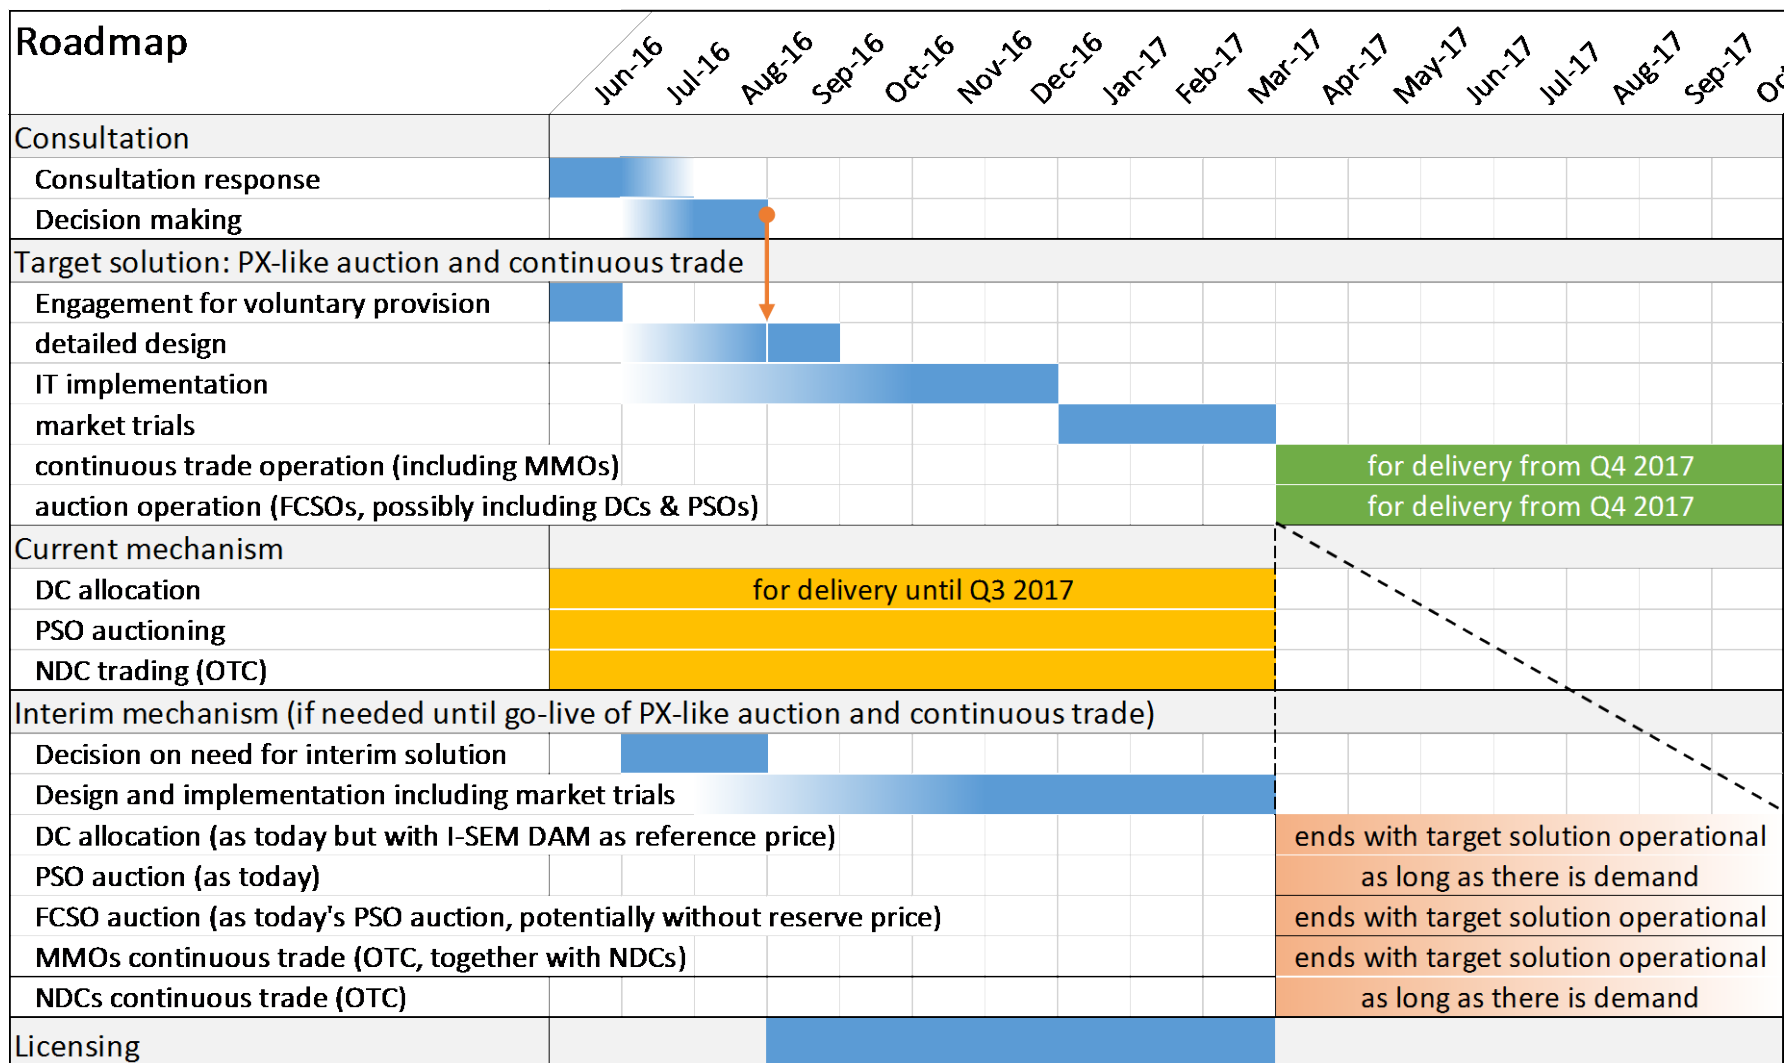 Roadmap
Jun-16
Jul-16
Aug-16
Sep-16
Oct-16
Nov-16
Dec-16
Jan-17
Feb-17
Mar-17
Apr-17
May-17
Jun-17
Jul-17
Aug-17
Sep-17
Oct
Consultation
Consultation response
Decision making
Target solution: PX-like auction and continuous trade
Engagement for voluntary provision
detailed design
IT implementation
market trials
continuous trade operation (including MMOs)
for delivery from Q4 2017
auction operation (FCSOs, possibly including DCs & PSOs)
for delivery from Q4 2017
Current mechanism
DC allocation
for delivery until Q3 2017
PSO auctioning
NDC trading (OTC)
Interim mechanism (if needed until go-live of PX-like auction and continuous trade)
Decision on need for interim solution
Design and implementation including market trials
DC allocation (as today but with I-SEM DAM as reference price)
ends with target solution operational
PSO auction (as today)
as long as there is demand
FCSO auction (as today's PSO auction, potentially without reserve price)
ends with target solution operational
MMOs continuous trade (OTC, together with NDCs)
ends with target solution operational
NDCs continuous trade (OTC)
as long as there is demand
Licensing